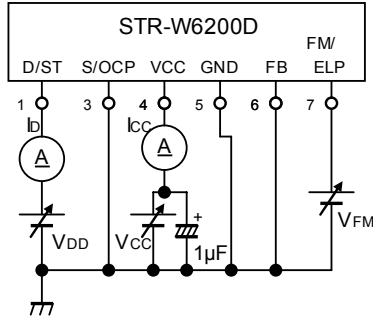 STR-W6200D
FM/
D/ST S/OCP VCC GND FB ELP
1 3 4 5 6 7
ID ICC
A A
VDD VCC + 1µF VFM